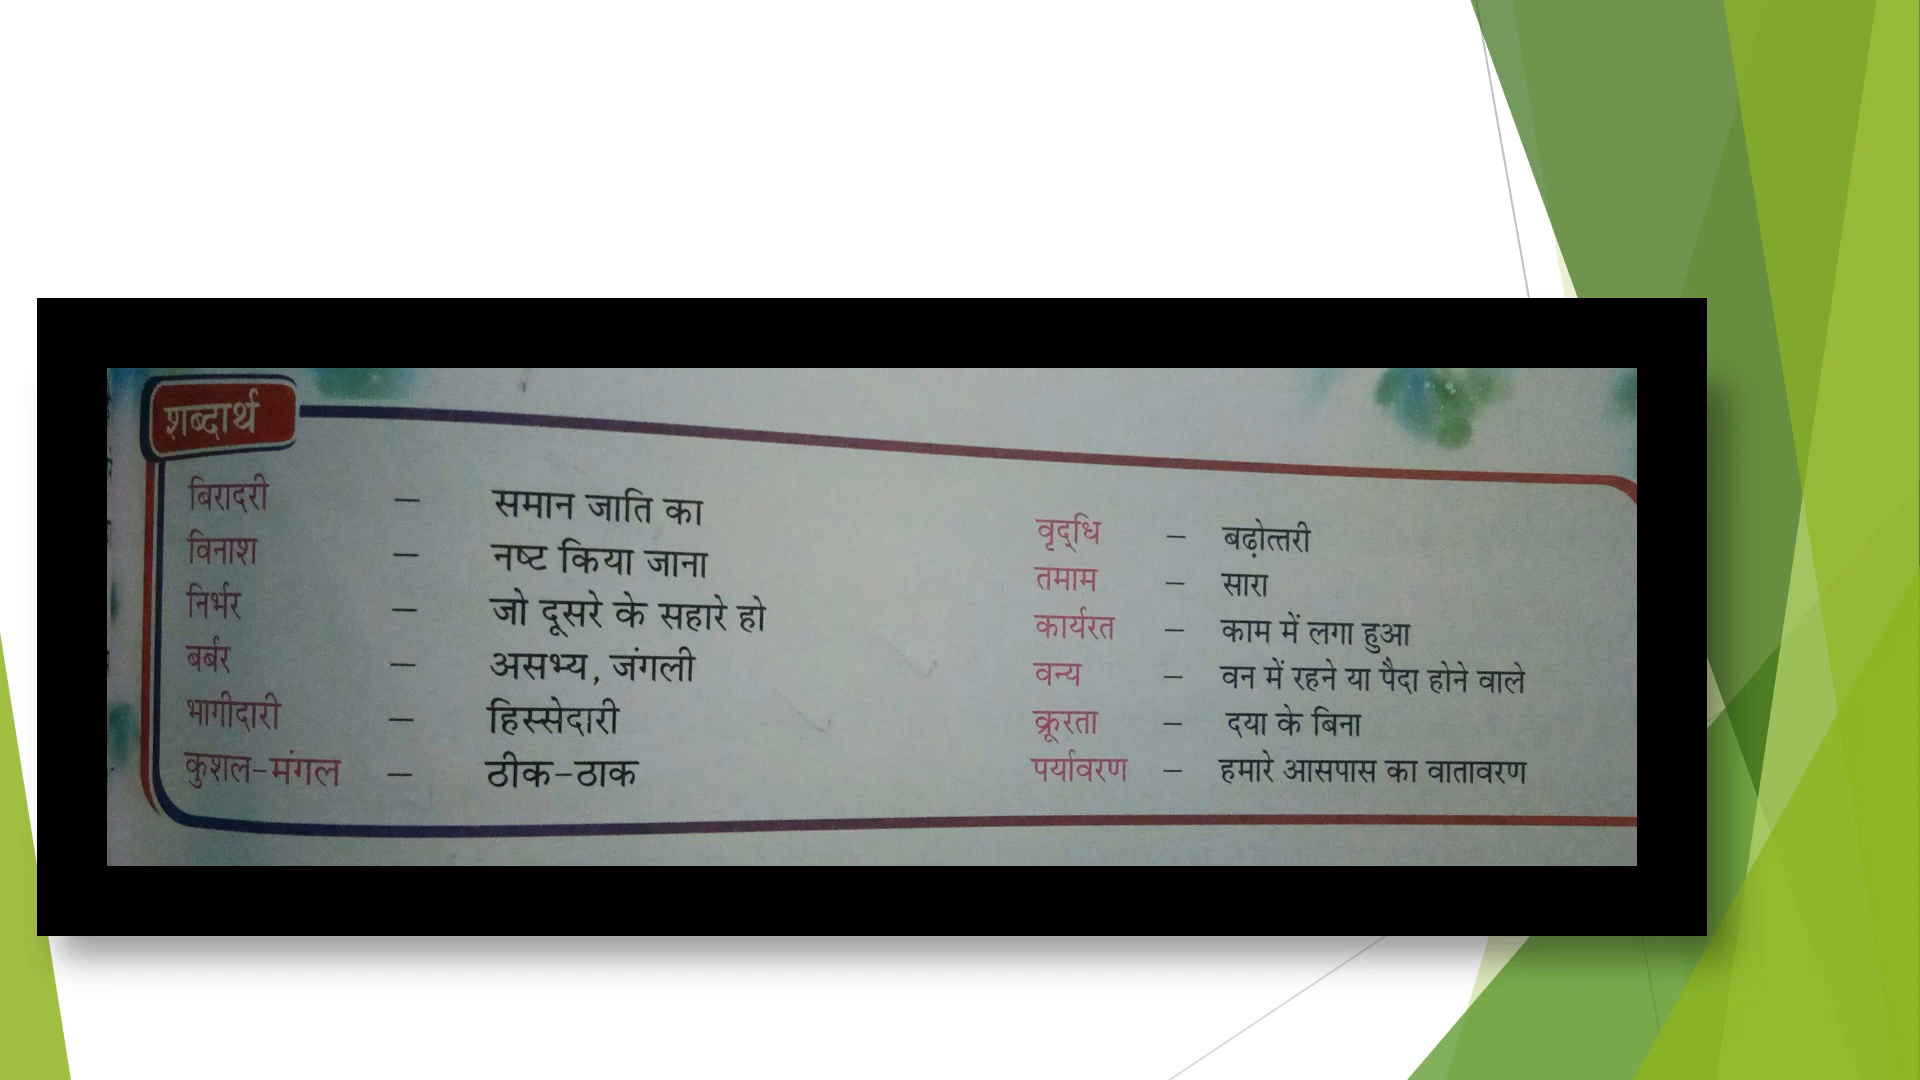 शब्दार्थ
बिरादरी – समान जाति का
विनाश – नष्ट किया जाना
निर्भर – जो दूसरे के सहारे हो
बर्बर – असभ्य, जंगली
भागीदारी – हिस्सेदारी
कुशल-मंगल – ठीक-ठाक
वृद्‌धि – बढ़ोत्तरी
तमाम – सारा
कार्यरत – काम में लगा हुआ
वन्य – वन में रहने या पैदा होने वाले
क्रूरता – दया के बिना
पर्यावरण – हमारे आसपास का वातावरण